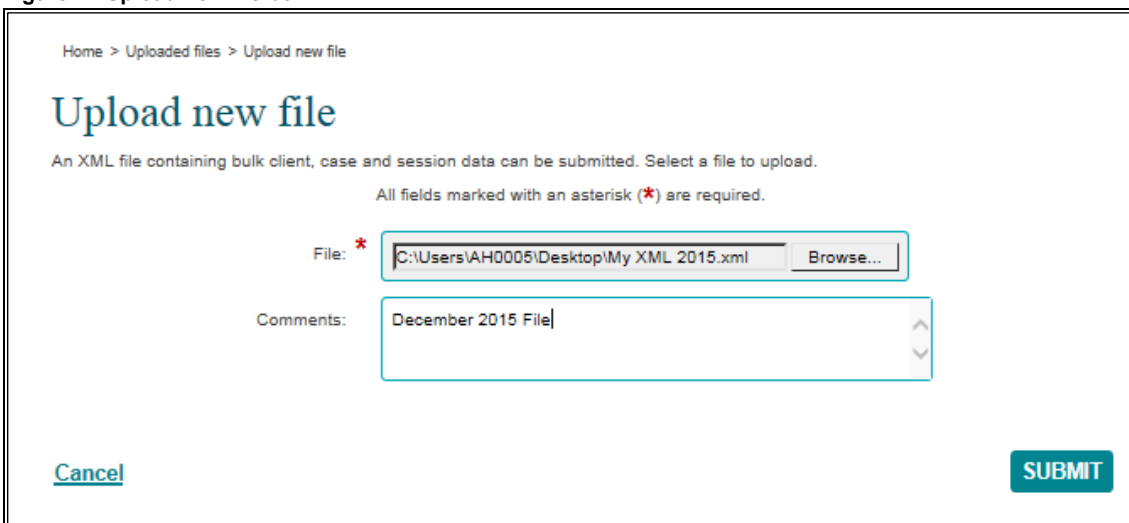 Home > Uploaded files > Upload new file
Upload new file
An XML file containing bulk client, case and session data can be submitted. Select a file to upload.
All fields marked with an asterisk (*) are required.
File: * C:\Users\AH0005\Desktop\My XML 2015.xml Browse...
Comments: December 2015 File
Cancel SUBMIT